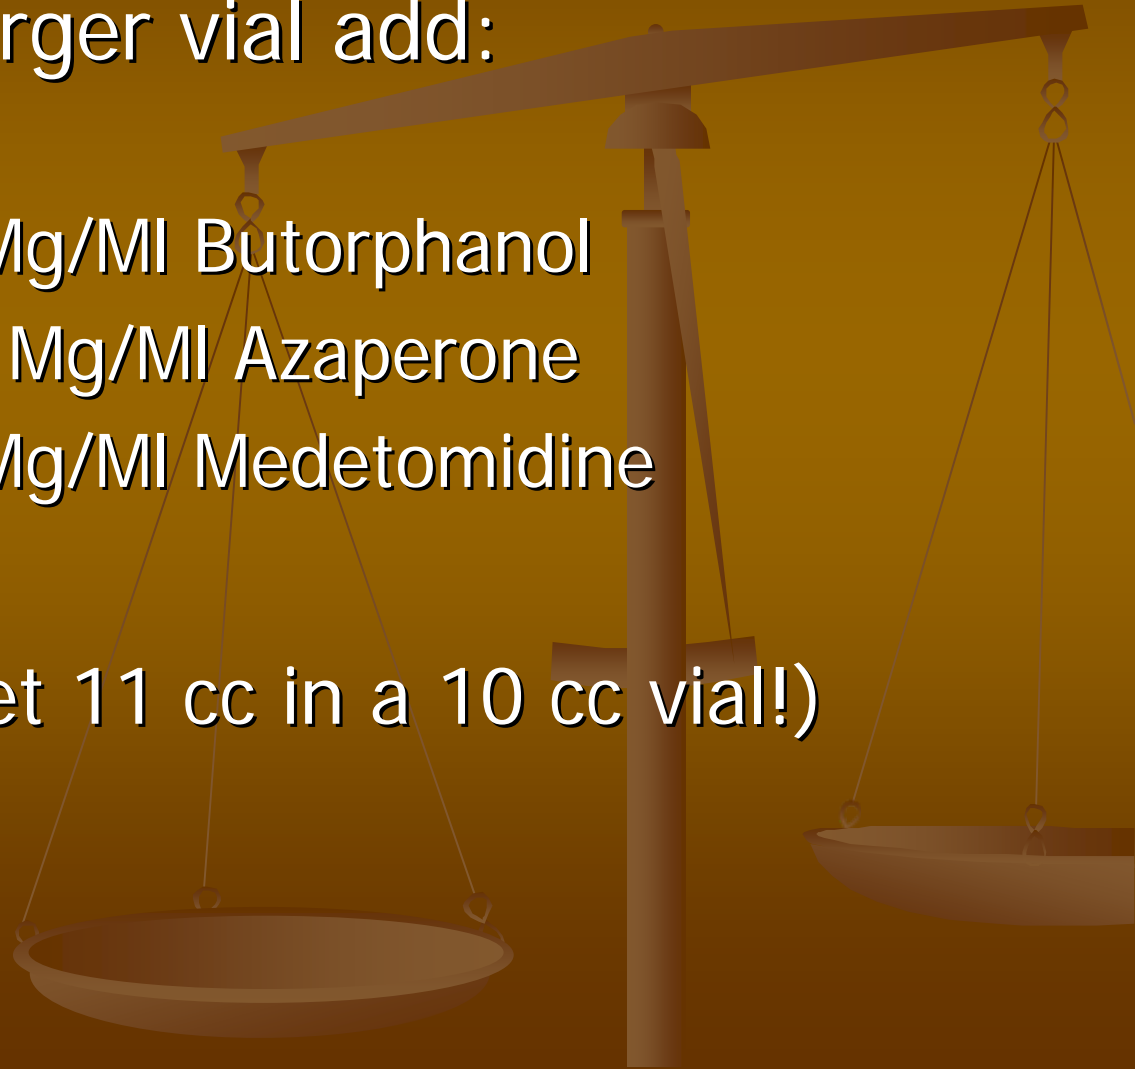 rger vial add:
Mg/Ml Butorphanol
Mg/Ml Azaperone
Mg/Ml Medetomidine
et 11 cc in a 10 cc vial!)